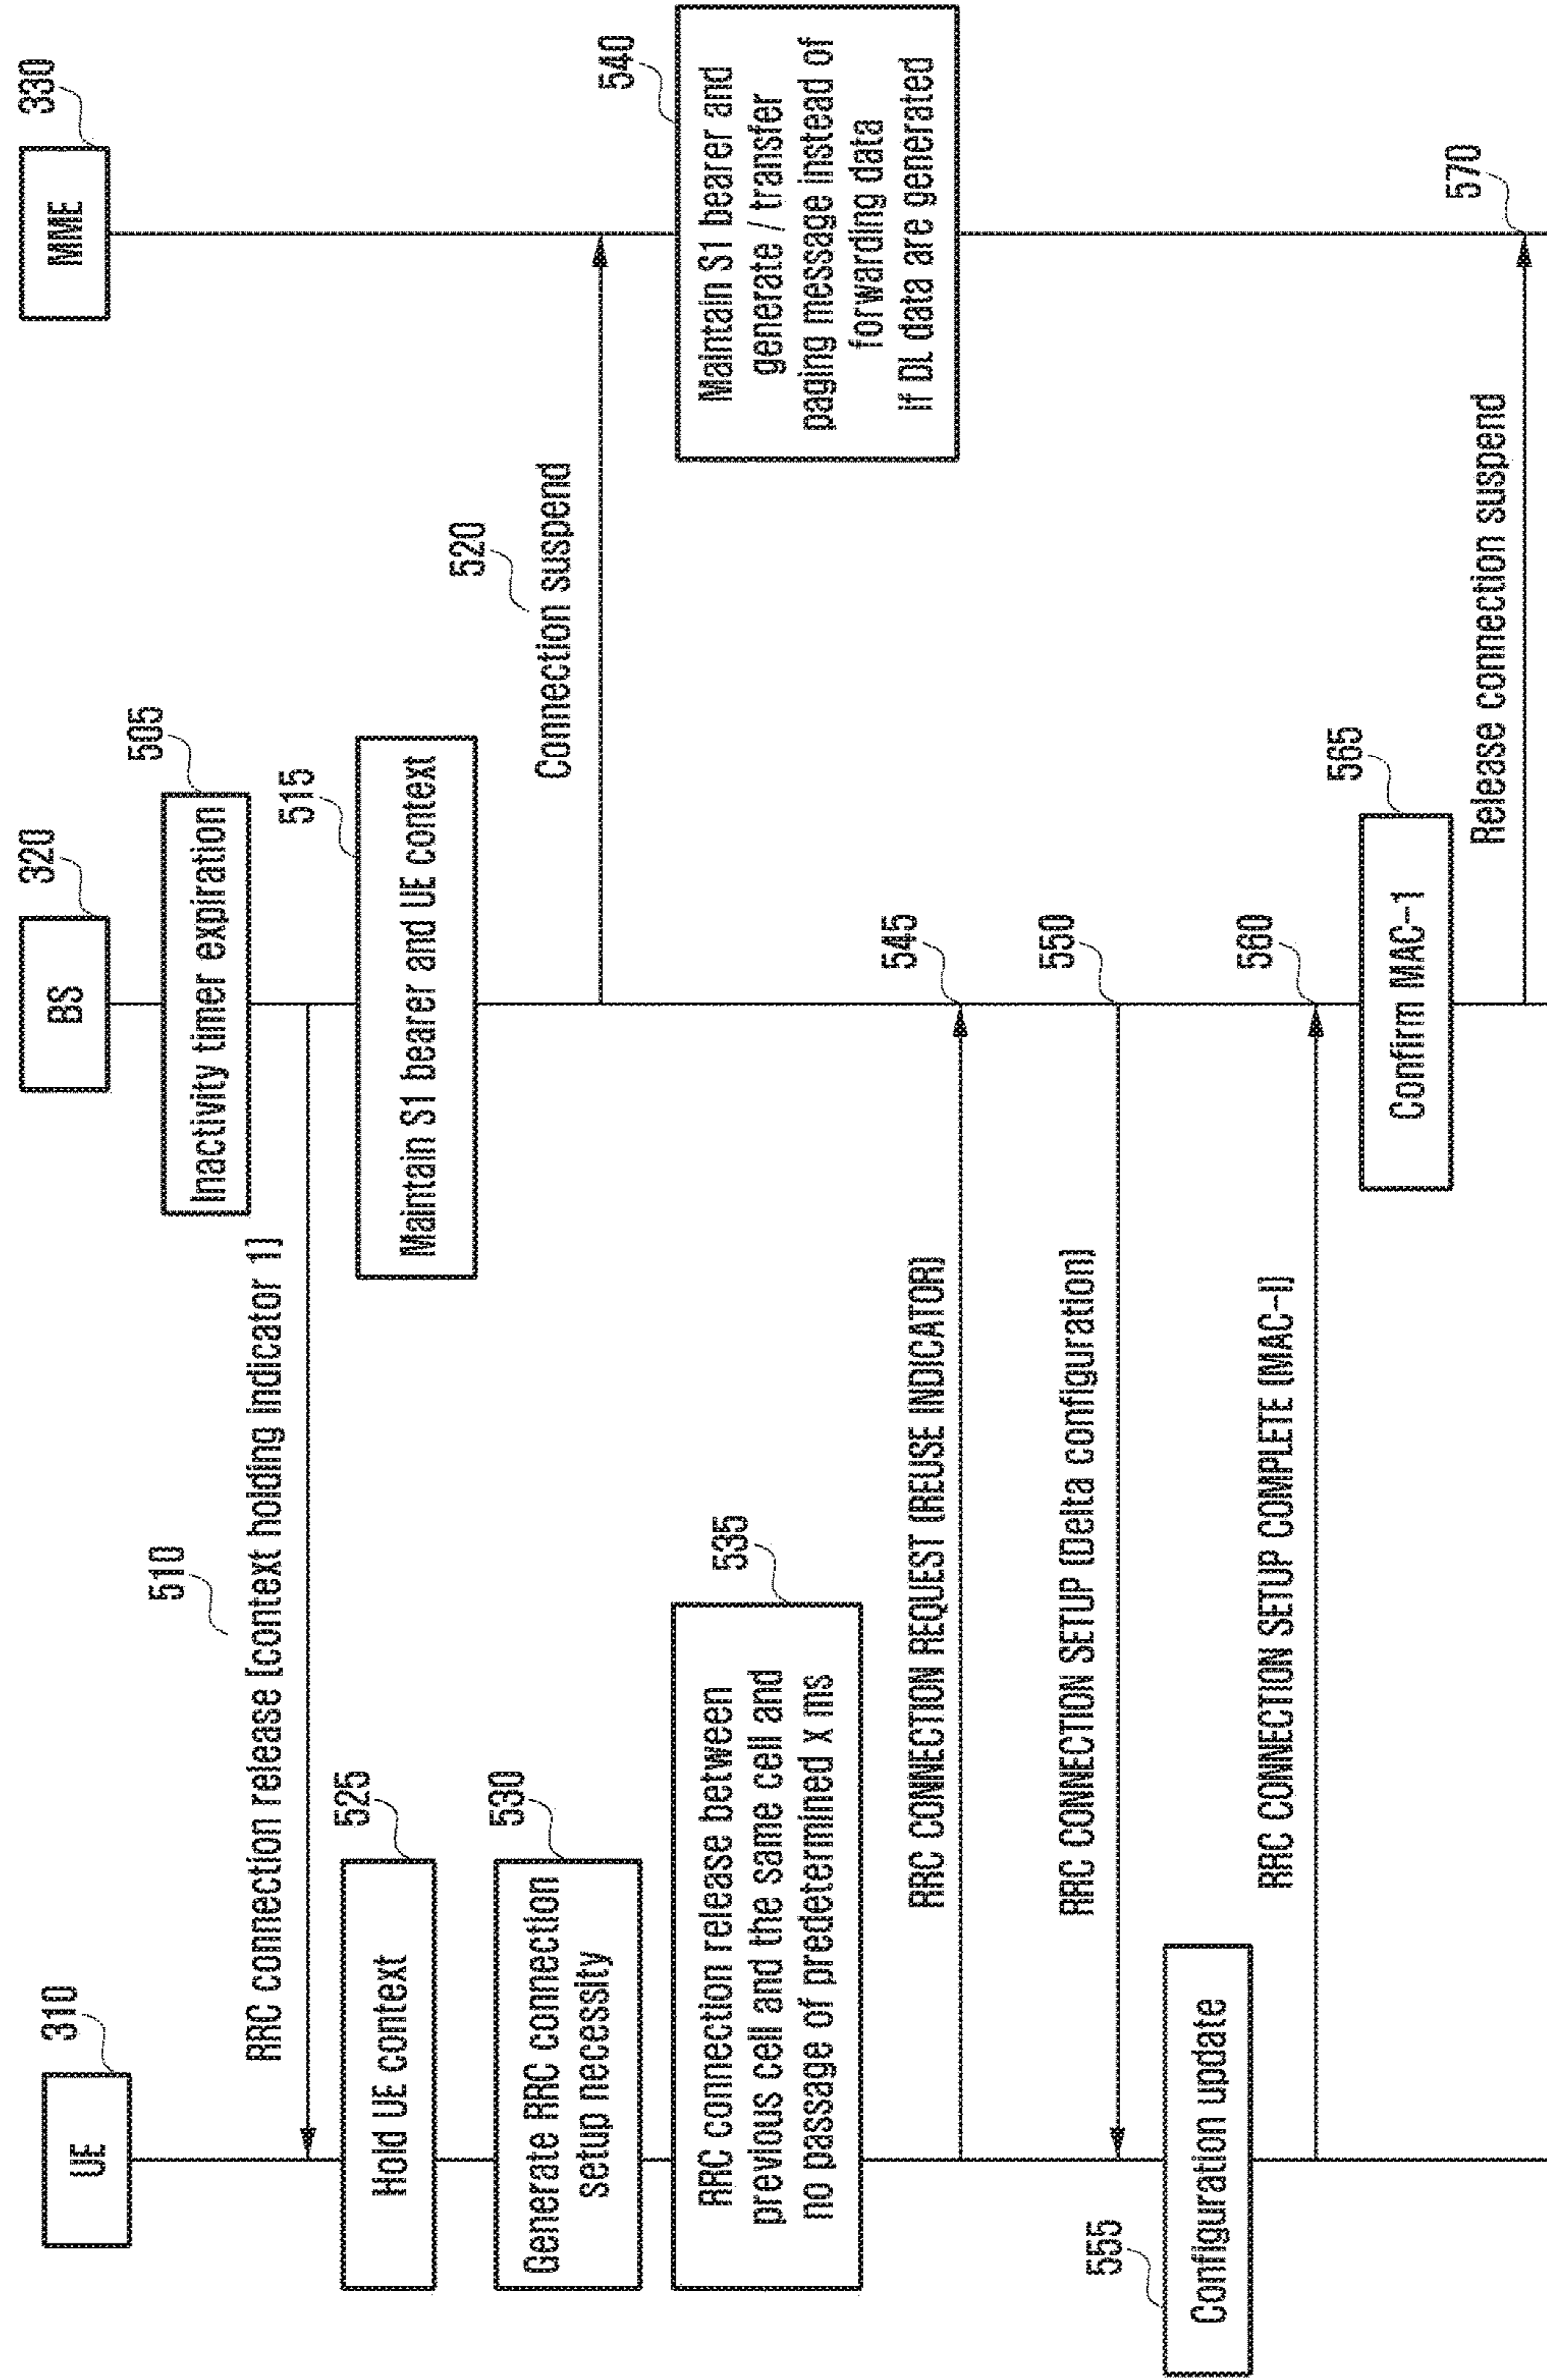 UE
310
BS
320
MME
330
Inactivity timer expiration
505
RRC connection release [context holding indicator 1]
510
Maintain S1 bearer and UE context
515
Connection suspend
520
Hold UE context
525
Generate RRC connection
setup necessity
530
RRC connection release between
previous cell and the same cell and
no passage of predetermined x ms
535
Maintain S1 bearer and
generate / transfer
paging message instead of
forwarding data
if DL data are generated
540
RRC CONNECTION REQUEST (REUSE INDICATOR)
545
RRC CONNECTION SETUP (Delta configuration)
550
Configuration update
555
RRC CONNECTION SETUP COMPLETE (MAC-I)
560
Confirm MAC-1
565
Release connection suspend
570